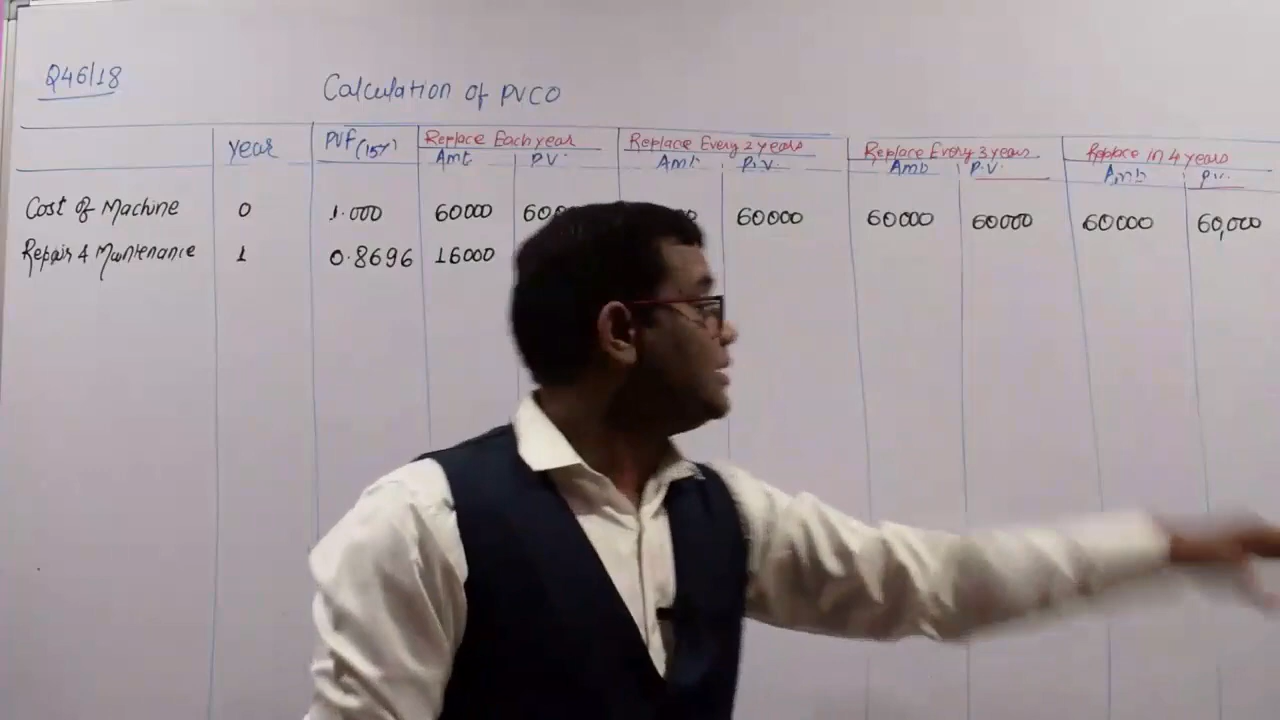 Q46/18
Calculation of PVCO
year PVF(15%) Replace Each year Replace Every 2 years Replace Every 3 years Replace in 4 years
Amt P.V. Amt P.V. Amt P.V. Amt P.V.
Cost of Machine 0 1.000 60000 60000 60000 60000 60000 60,000
Repair & Maintenance 1 0.8696 16000